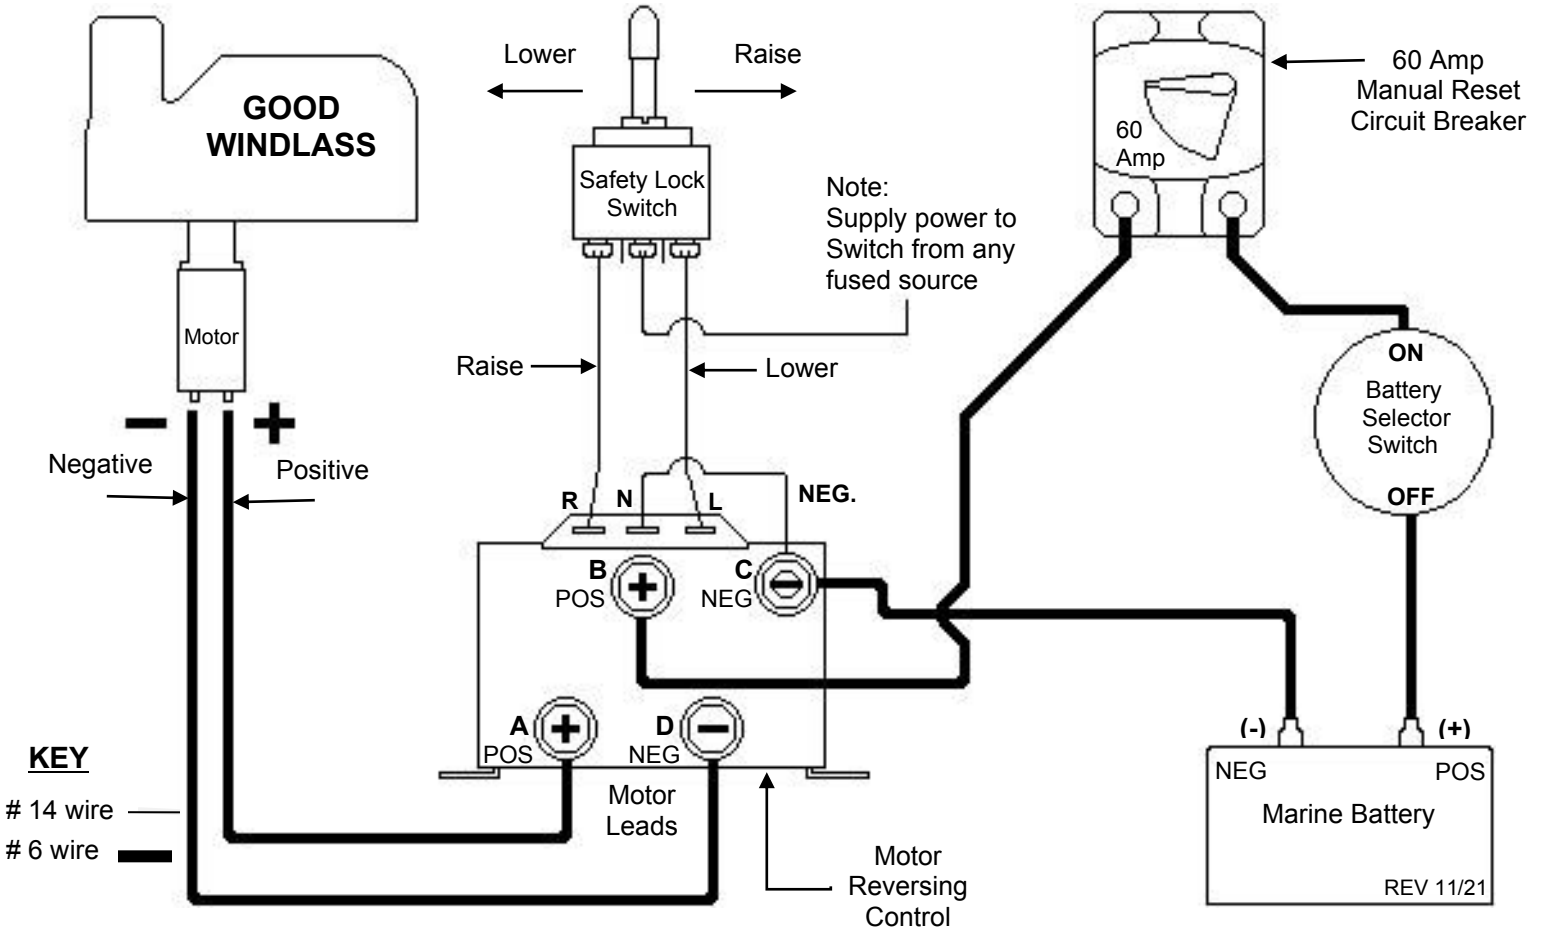 GOOD
WINDLASS
Motor
Negative
Positive
Lower
Raise
Safety Lock
Switch
Note:
Supply power to
Switch from any
fused source
Raise
Lower
60
Amp
60 Amp
Manual Reset
Circuit Breaker
ON
Battery
Selector
Switch
OFF
R
N
L
NEG.
B
POS
C
NEG
A
POS
D
NEG
Motor
Leads
Motor
Reversing
Control
(-)
(+)
NEG
POS
Marine Battery
REV 11/21
KEY
# 14 wire
# 6 wire